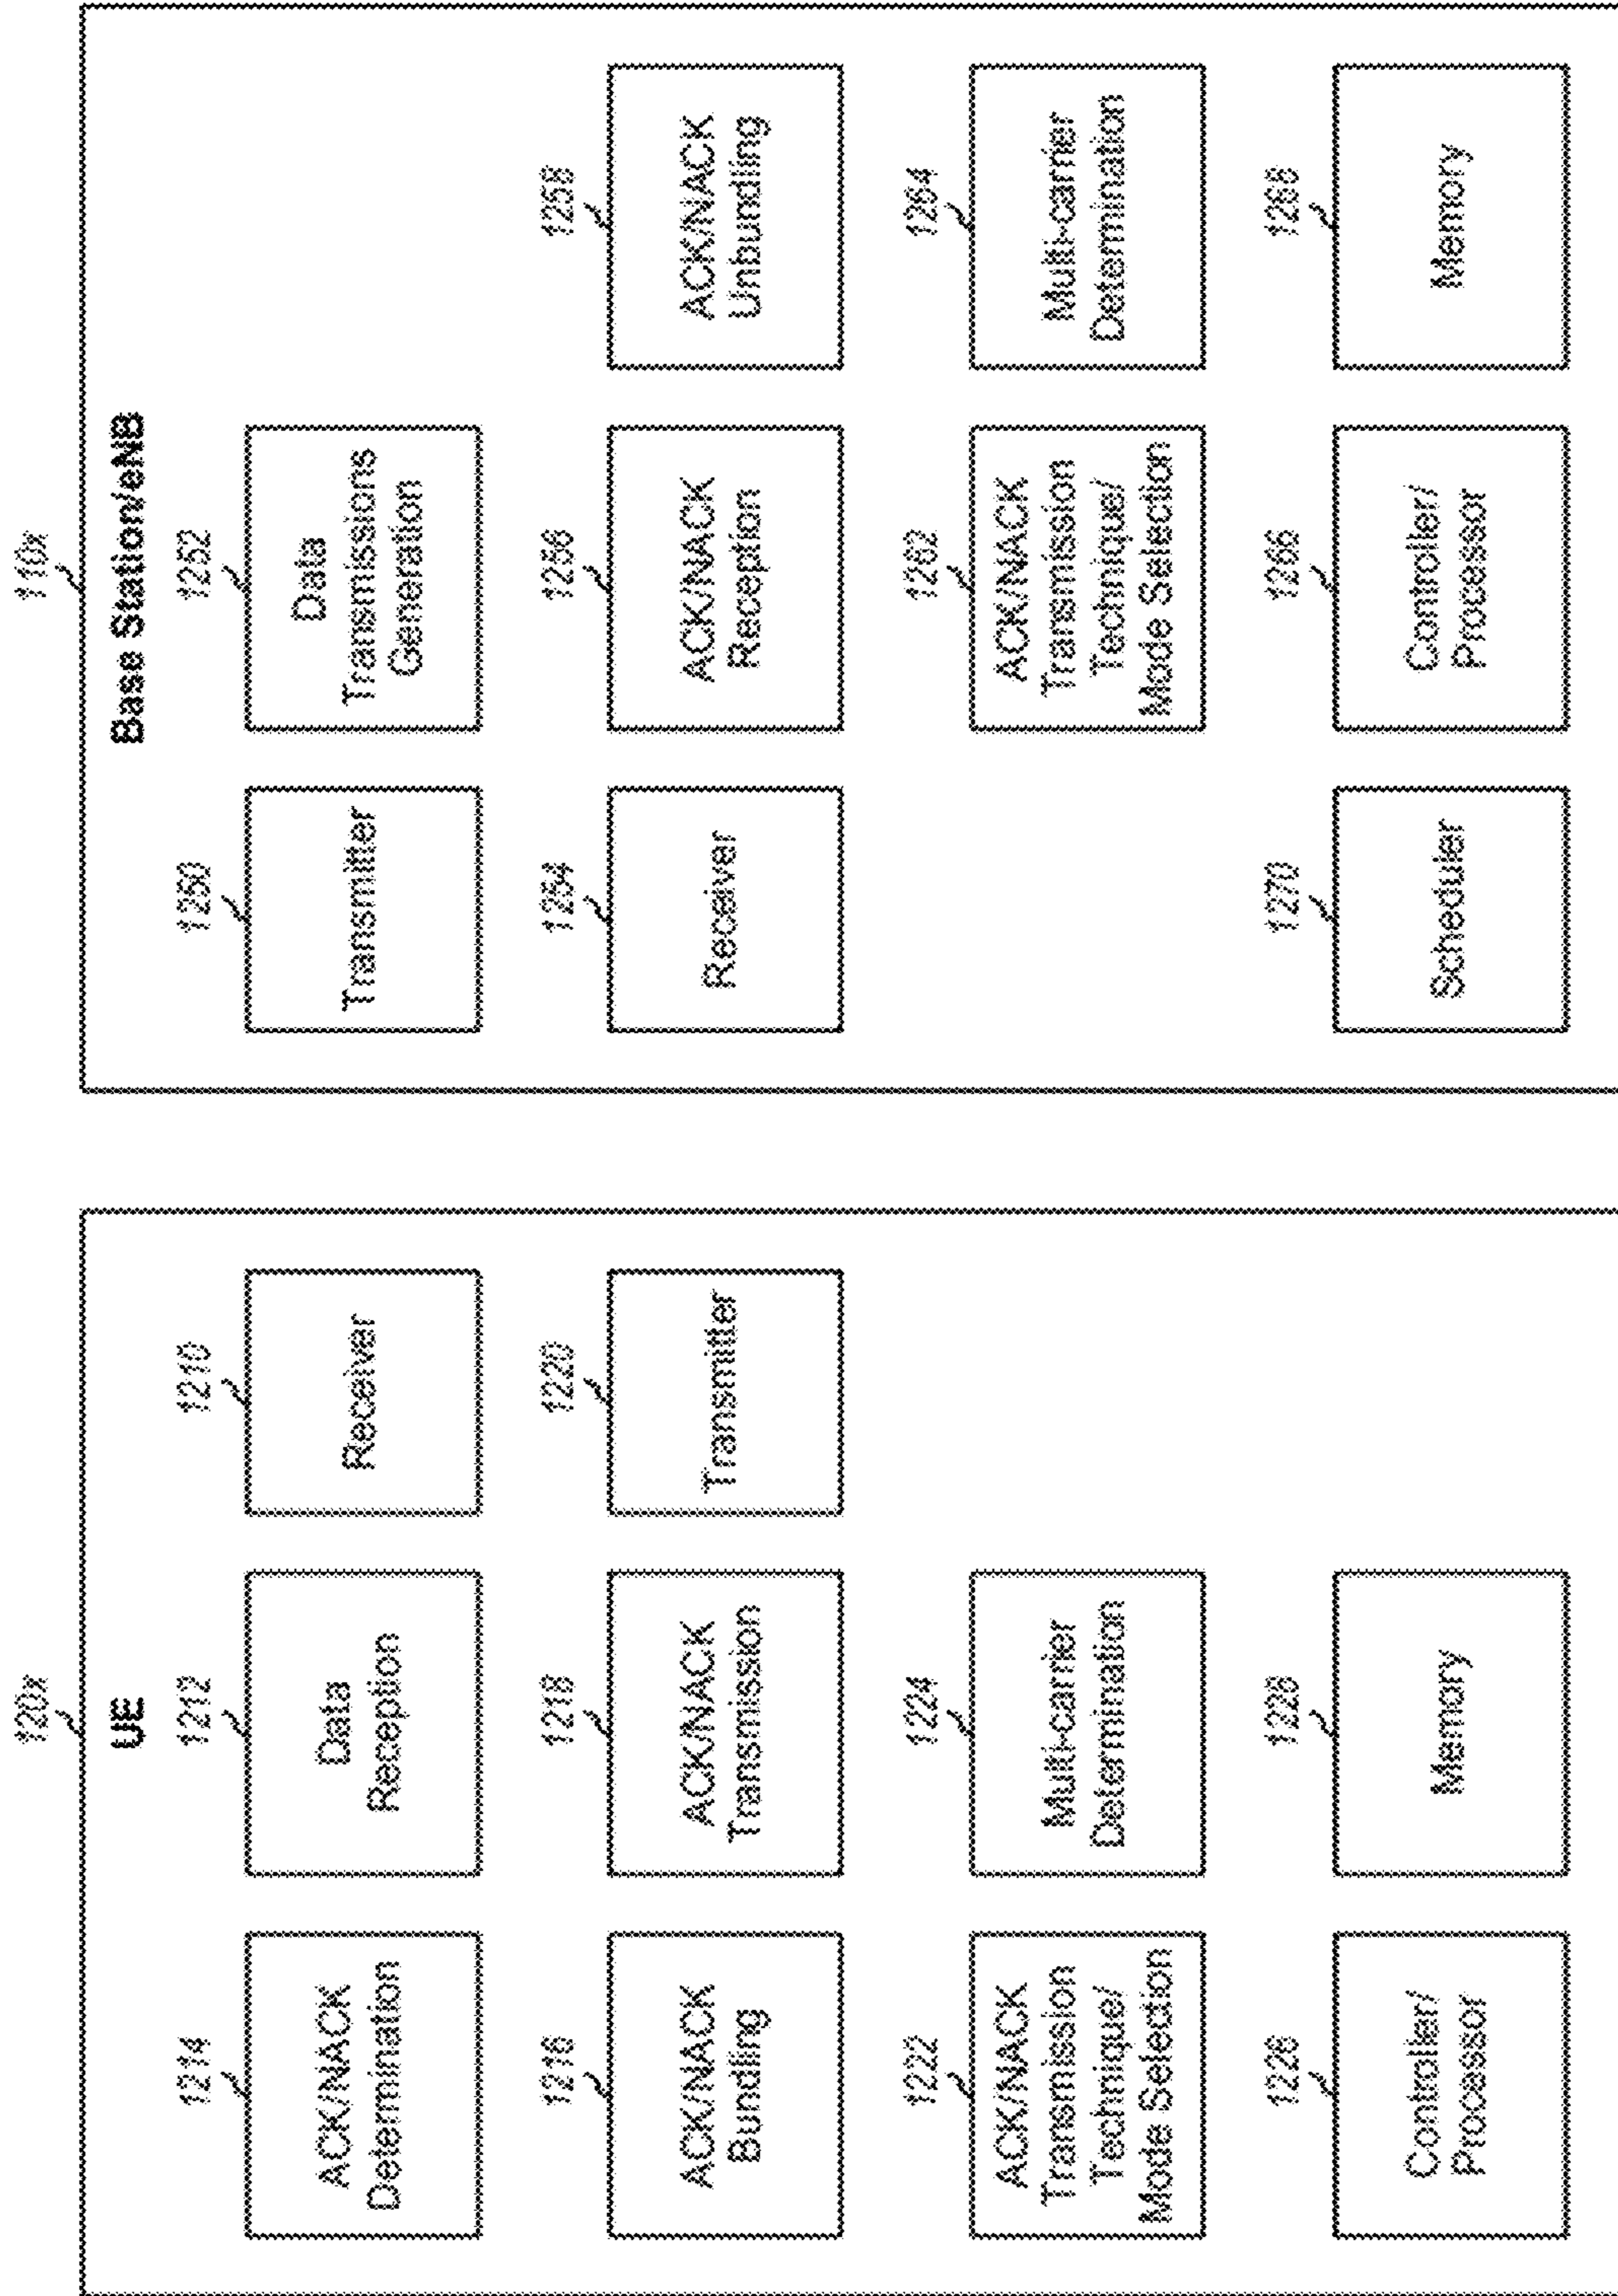 120x
UE
1214
1212
1210
ACK/NACK
Determination
Data
Reception
Receiver
1216
1218
1220
ACK/NACK
Bundling
ACK/NACK
Transmission
Transmitter
1222
1224
ACK/NACK
Transmission
Technique/
Mode Selection
Multi-carrier
Determination
1226
1228
Controller/
Processor
Memory
110x
Base Station/eNB
1250
1252
Transmitter
Data
Transmissions
Generation
1254
1256
1258
Receiver
ACK/NACK
Reception
ACK/NACK
Unbundling
1262
1264
ACK/NACK
Transmission
Technique/
Mode Selection
Multi-carrier
Determination
1270
1266
1268
Scheduler
Controller/
Processor
Memory